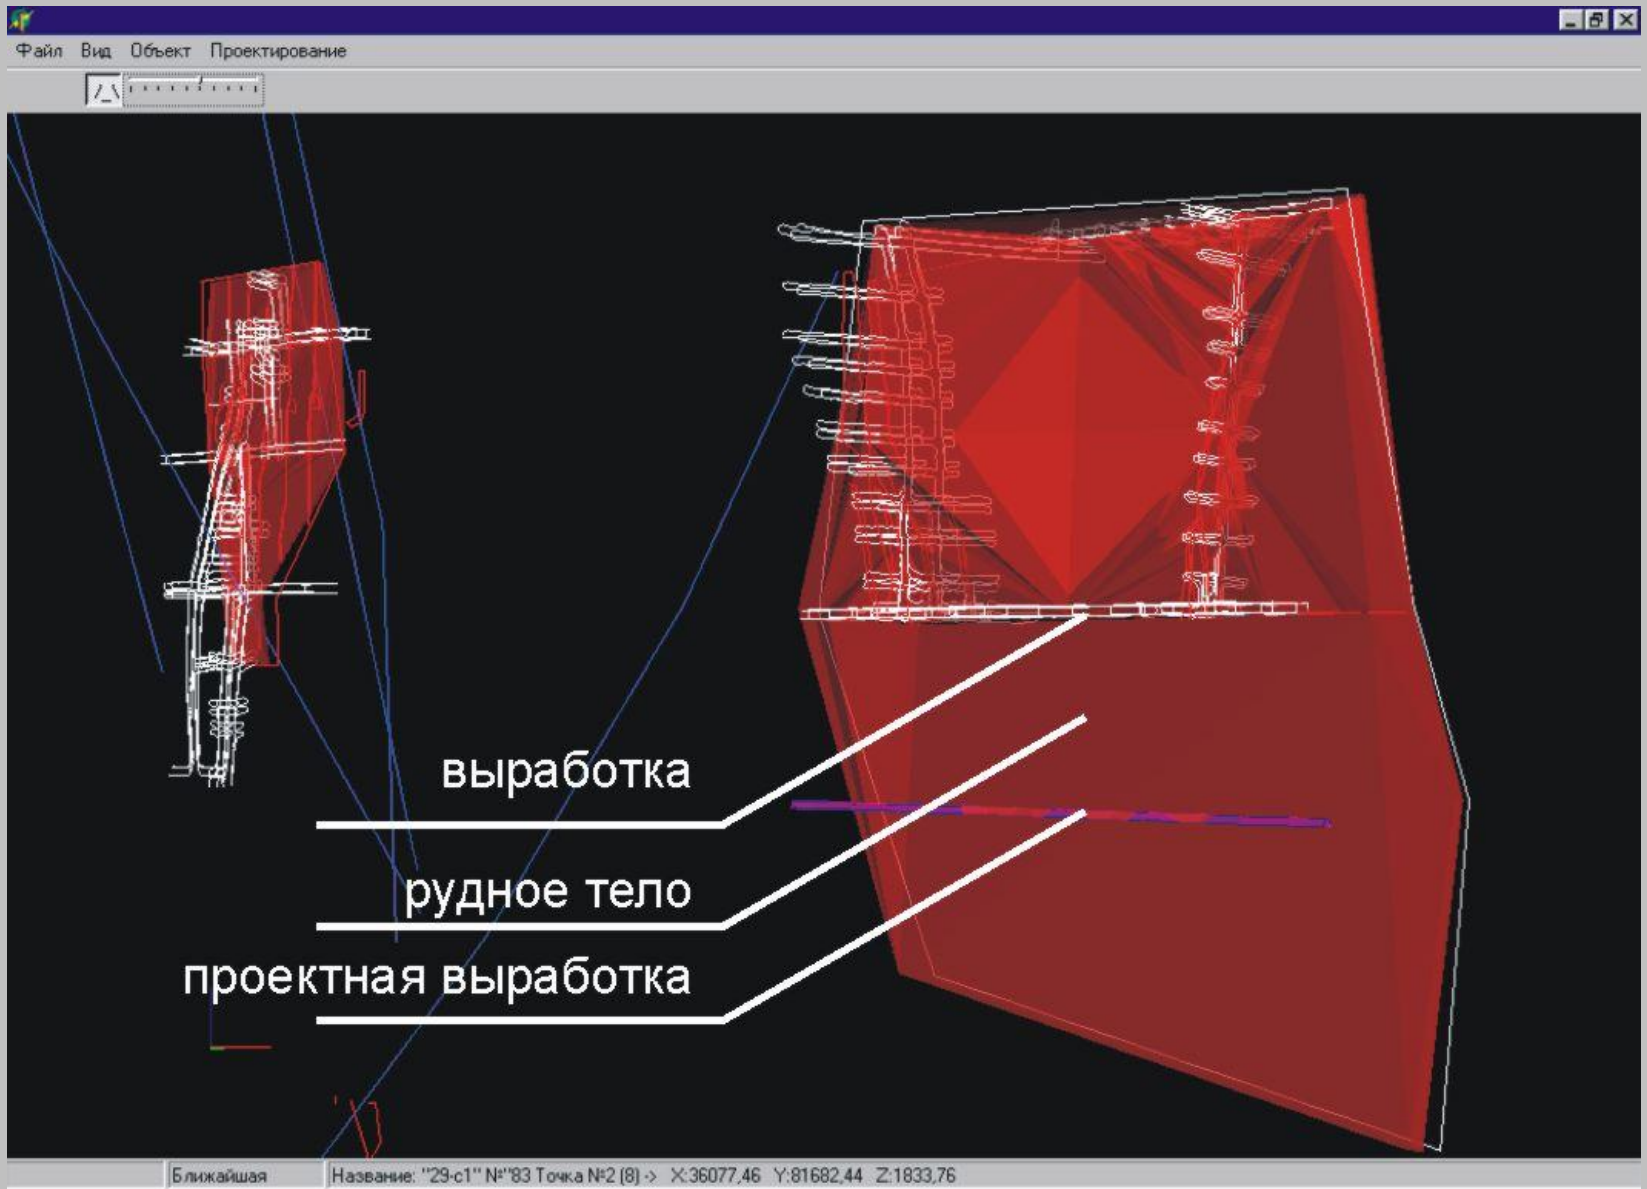 Файл Вид Объект Проектирование
выработка
рудное тело
проектная выработка
Ближайшая Название: "29-с1" №"83 Точка №2 (8) -> X:36077,46 Y:81682,44 Z:1833,76